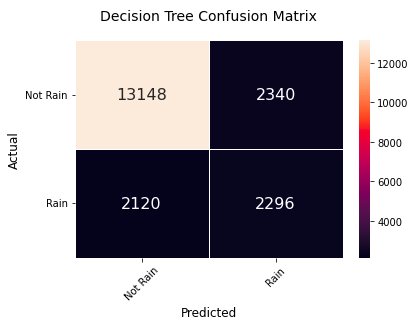 Decision Tree Confusion Matrix
Actual
Not Rain
13148
2340
Rain
2120
2296
Not Rain
Rain
Predicted
12000
10000
8000
6000
4000